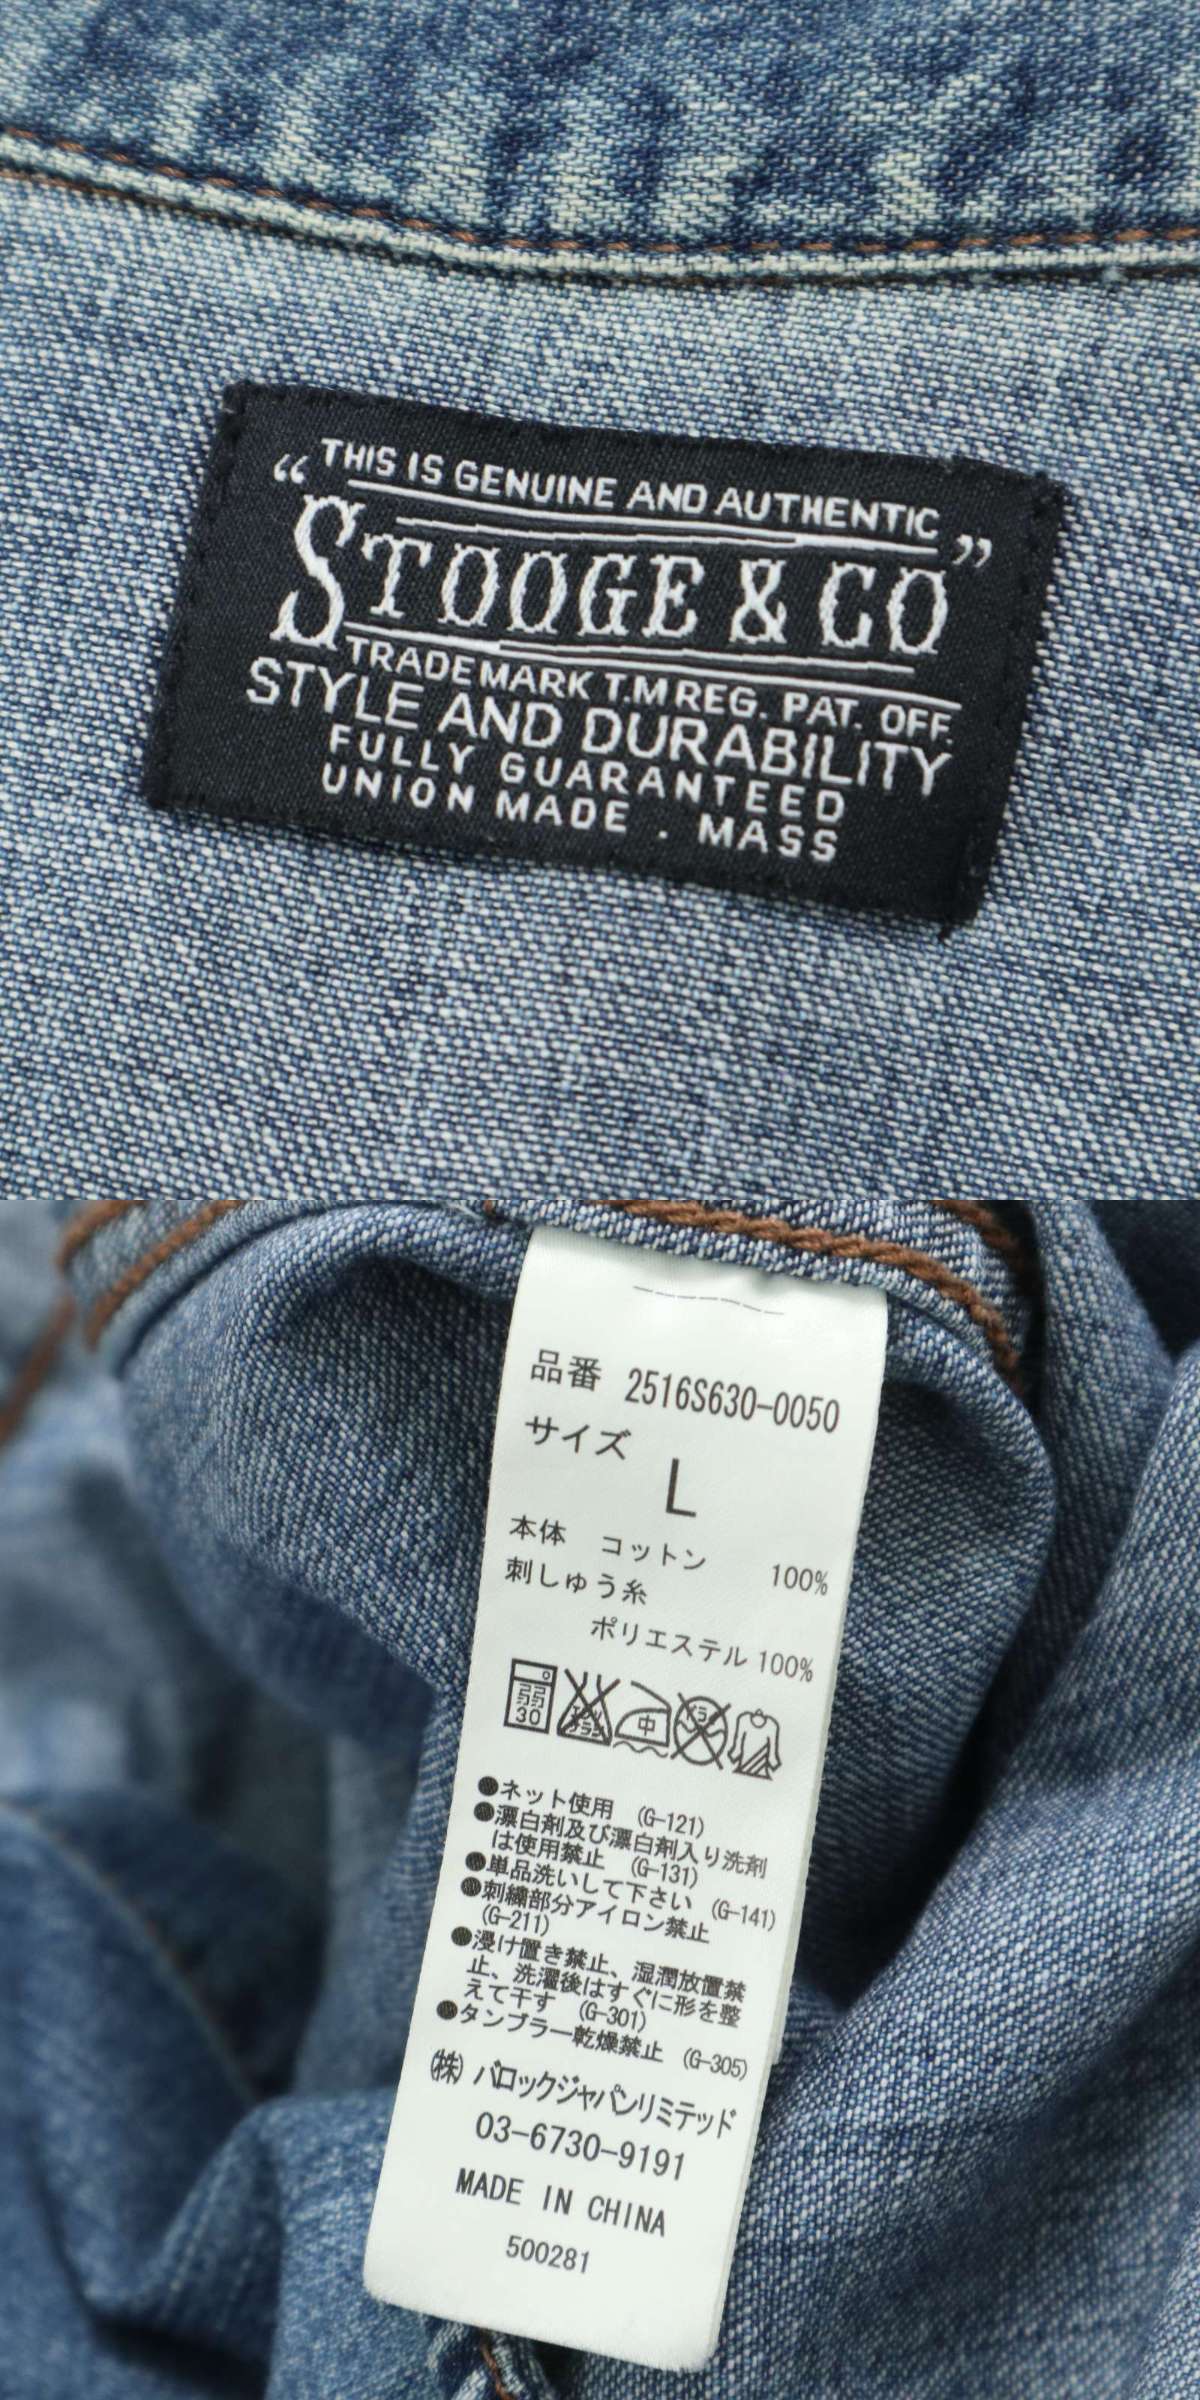 “THIS IS GENUINE AND AUTHENTIC”
STOOGE & CO
TRADEMARK T.M REG. PAT. OFF.
STYLE AND DURABILITY
FULLY GUARANTEED
UNION MADE . MASS
品番 2516S630-0050
サイズ
L
本体 コットン 100%
刺しゅう糸
ポリエステル 100%
弱
30
中
●ネット使用 (G-121)
●漂白剤及び漂白剤入り洗剤
は使用禁止 (G-131)
●単品洗いして下さい (G-141)
●刺繍部分アイロン禁止
(G-211)
●浸け置き禁止、湿潤放置禁
止、洗濯後はすぐに形を整
えて干す (G-301)
●タンブラー乾燥禁止 (G-305)
㈱ バロックジャパンリミテッド
03-6730-9191
MADE IN CHINA
500281